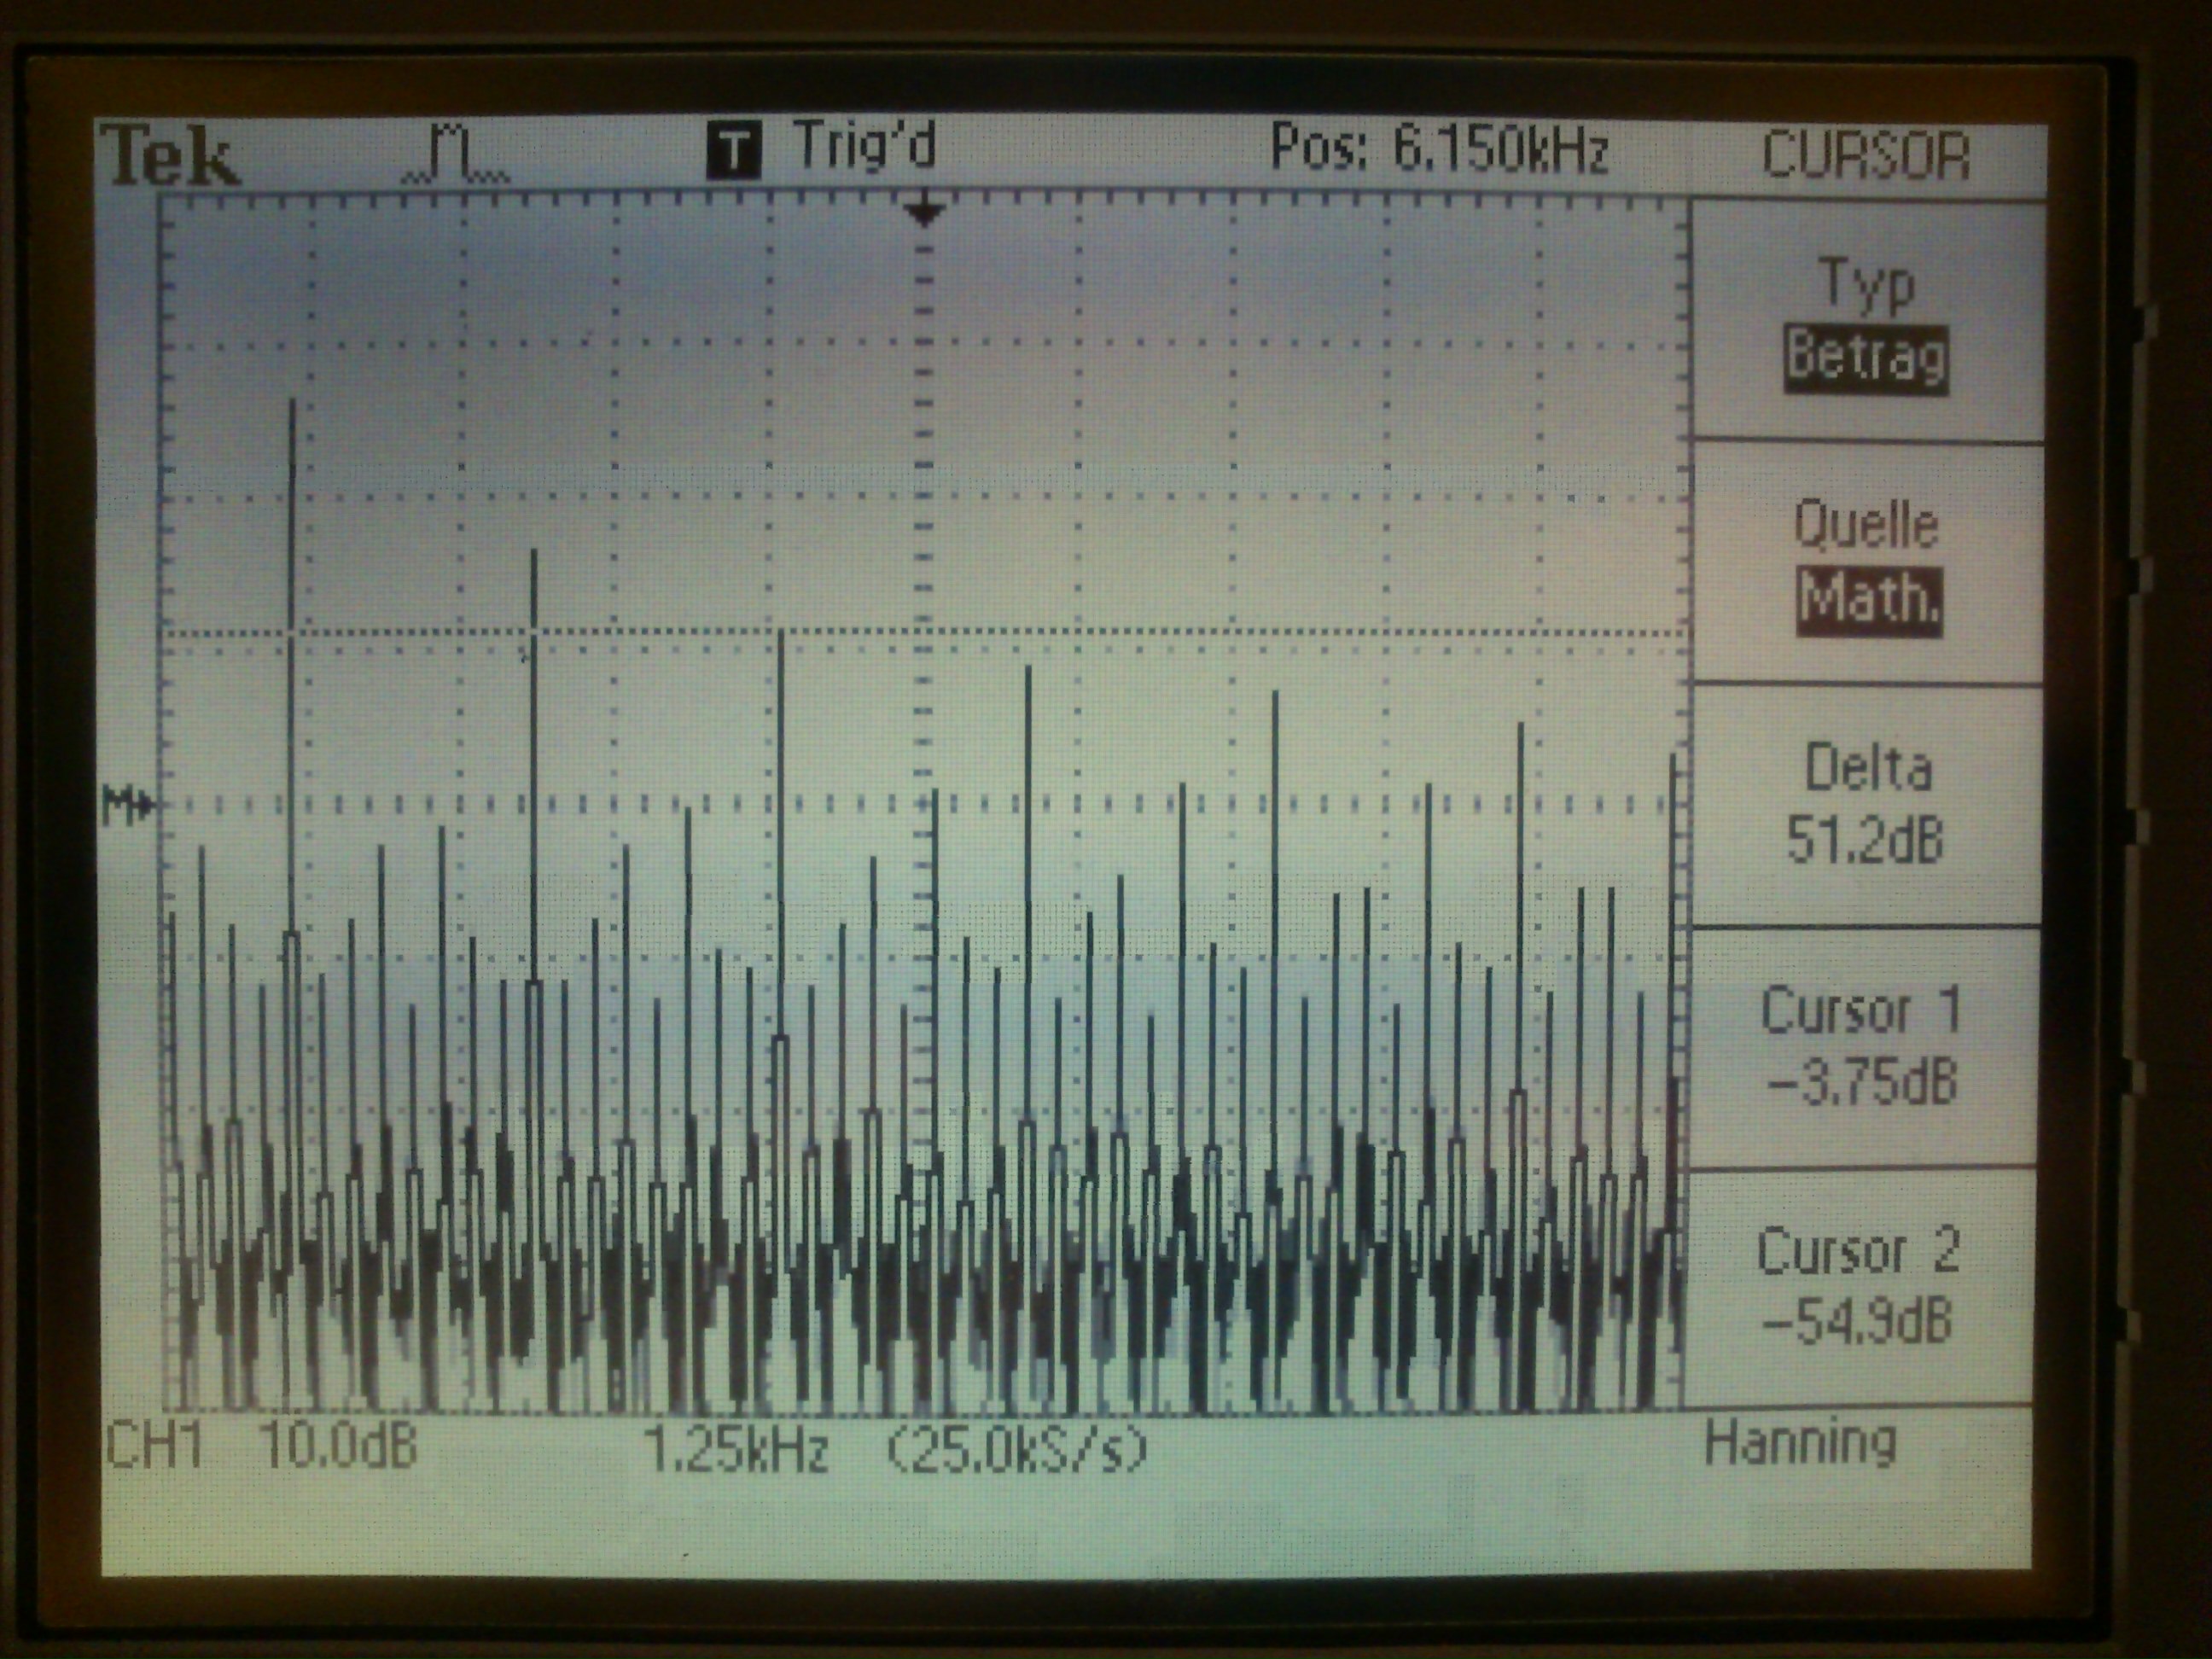 Tek T Trig'd Pos: 6.150kHz CURSOR
Typ
Betrag
Quelle
Math.
M
Delta
51.2dB
Cursor 1
-3.75dB
Cursor 2
-54.9dB
CH1 10.0dB 1.25kHz (25.0kS/s) Hanning